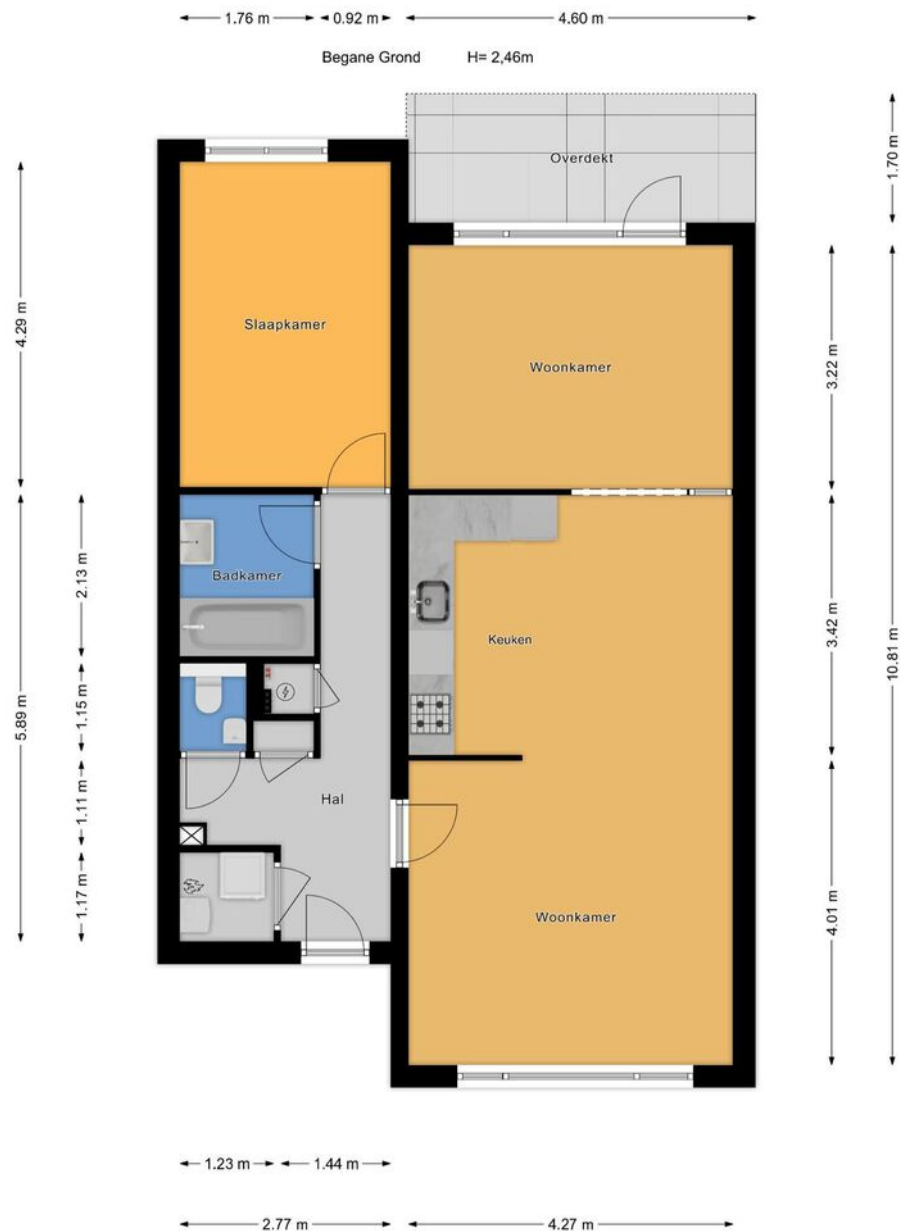 1.76 m 0.92 m 4.60 m
Begane Grond H= 2,46m
1.70 m
Overdekt
4.29 m
Slaapkamer
Woonkamer
3.22 m
2.13 m
Badkamer
Keuken
3.42 m
10.81 m
1.15 m
5.89 m
1.11 m
Hal
1.17 m
Woonkamer
4.01 m
1.23 m 1.44 m
2.77 m 4.27 m